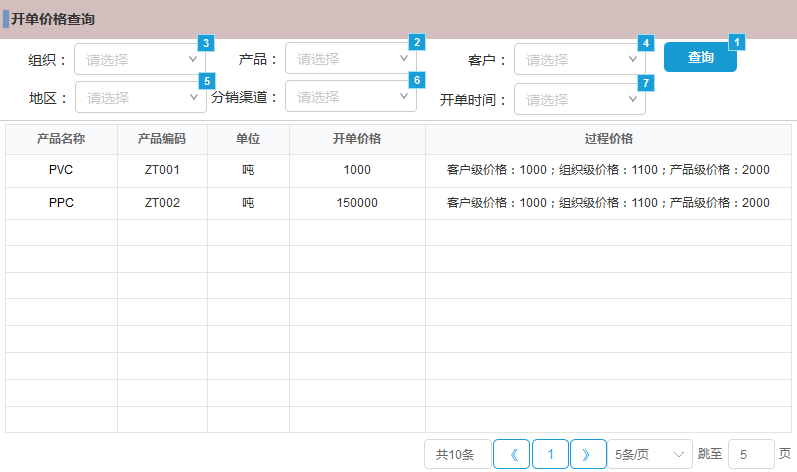 开单价格查询
组织： 请选择 3 产品： 请选择 2 客户： 请选择 4 查询 1
地区： 请选择 5 分销渠道： 请选择 6 开单时间： 请选择 7
产品名称 产品编码 单位 开单价格 过程价格
PVC ZT001 吨 1000 客户级价格：1000；组织级价格：1100；产品级价格：2000
PPC ZT002 吨 150000 客户级价格：1000；组织级价格：1100；产品级价格：2000
共10条 《 1 》 5条/页 跳至 5 页